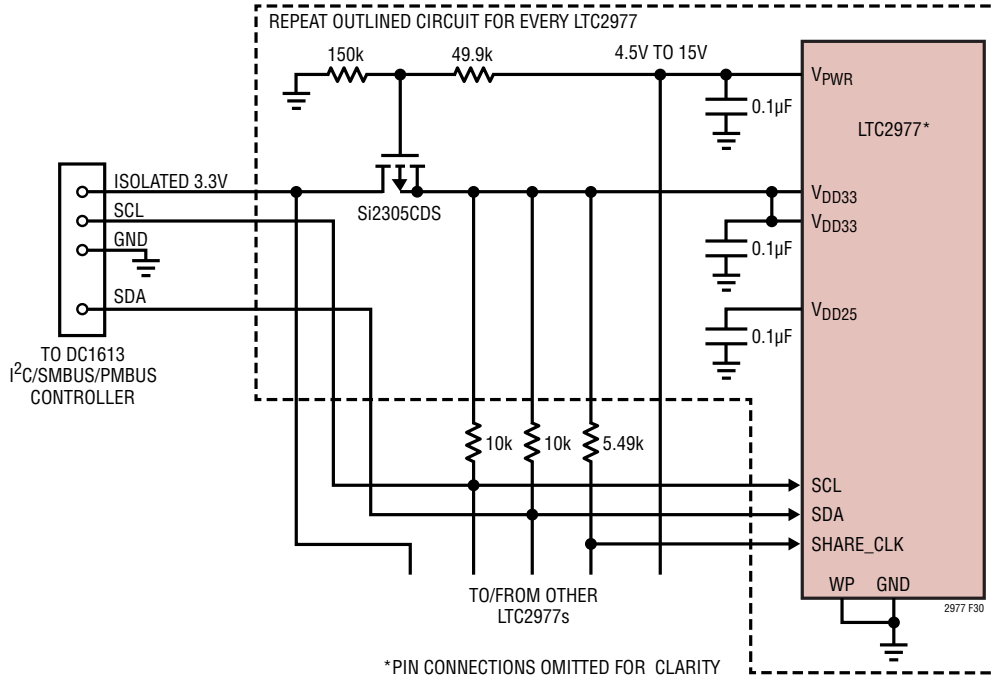 REPEAT OUTLINED CIRCUIT FOR EVERY LTC2977
150k
49.9k
4.5V TO 15V
VPWR
0.1µF
LTC2977*
ISOLATED 3.3V
Si2305CDS
VDD33
SCL
VDD33
GND
0.1µF
SDA
VDD25
0.1µF
TO DC1613
I2C/SMBUS/PMBUS
CONTROLLER
10k
10k
5.49k
SCL
SDA
SHARE_CLK
TO/FROM OTHER
LTC2977s
WP
GND
2977 F30
*PIN CONNECTIONS OMITTED FOR CLARITY